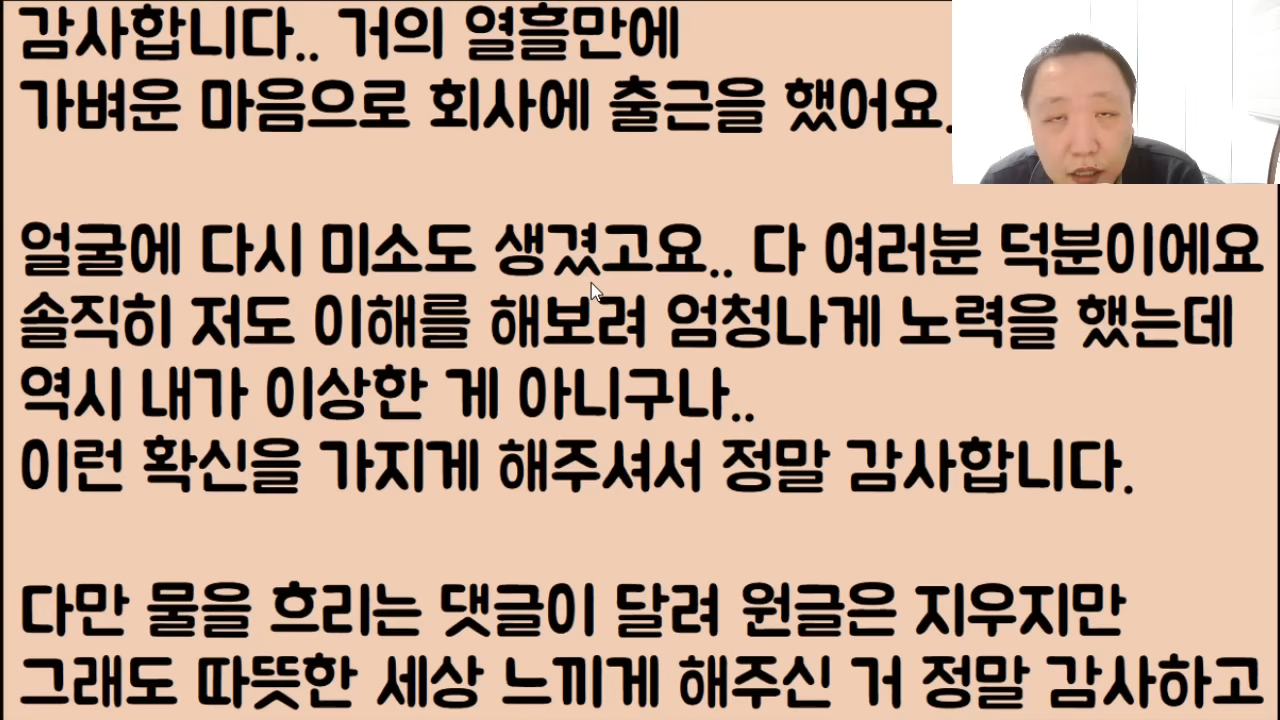 감사합니다.. 거의 열흘만에
가벼운 마음으로 회사에 출근을 했어요.
얼굴에 다시 미소도 생겼고요.. 다 여러분 덕분이에요
솔직히 저도 이해를 해보려 엄청나게 노력을 했는데
역시 내가 이상한 게 아니구나..
이런 확신을 가지게 해주셔서 정말 감사합니다.
다만 물을 흐리는 댓글이 달려 원글은 지우지만
그래도 따뜻한 세상 느끼게 해주신 거 정말 감사하고